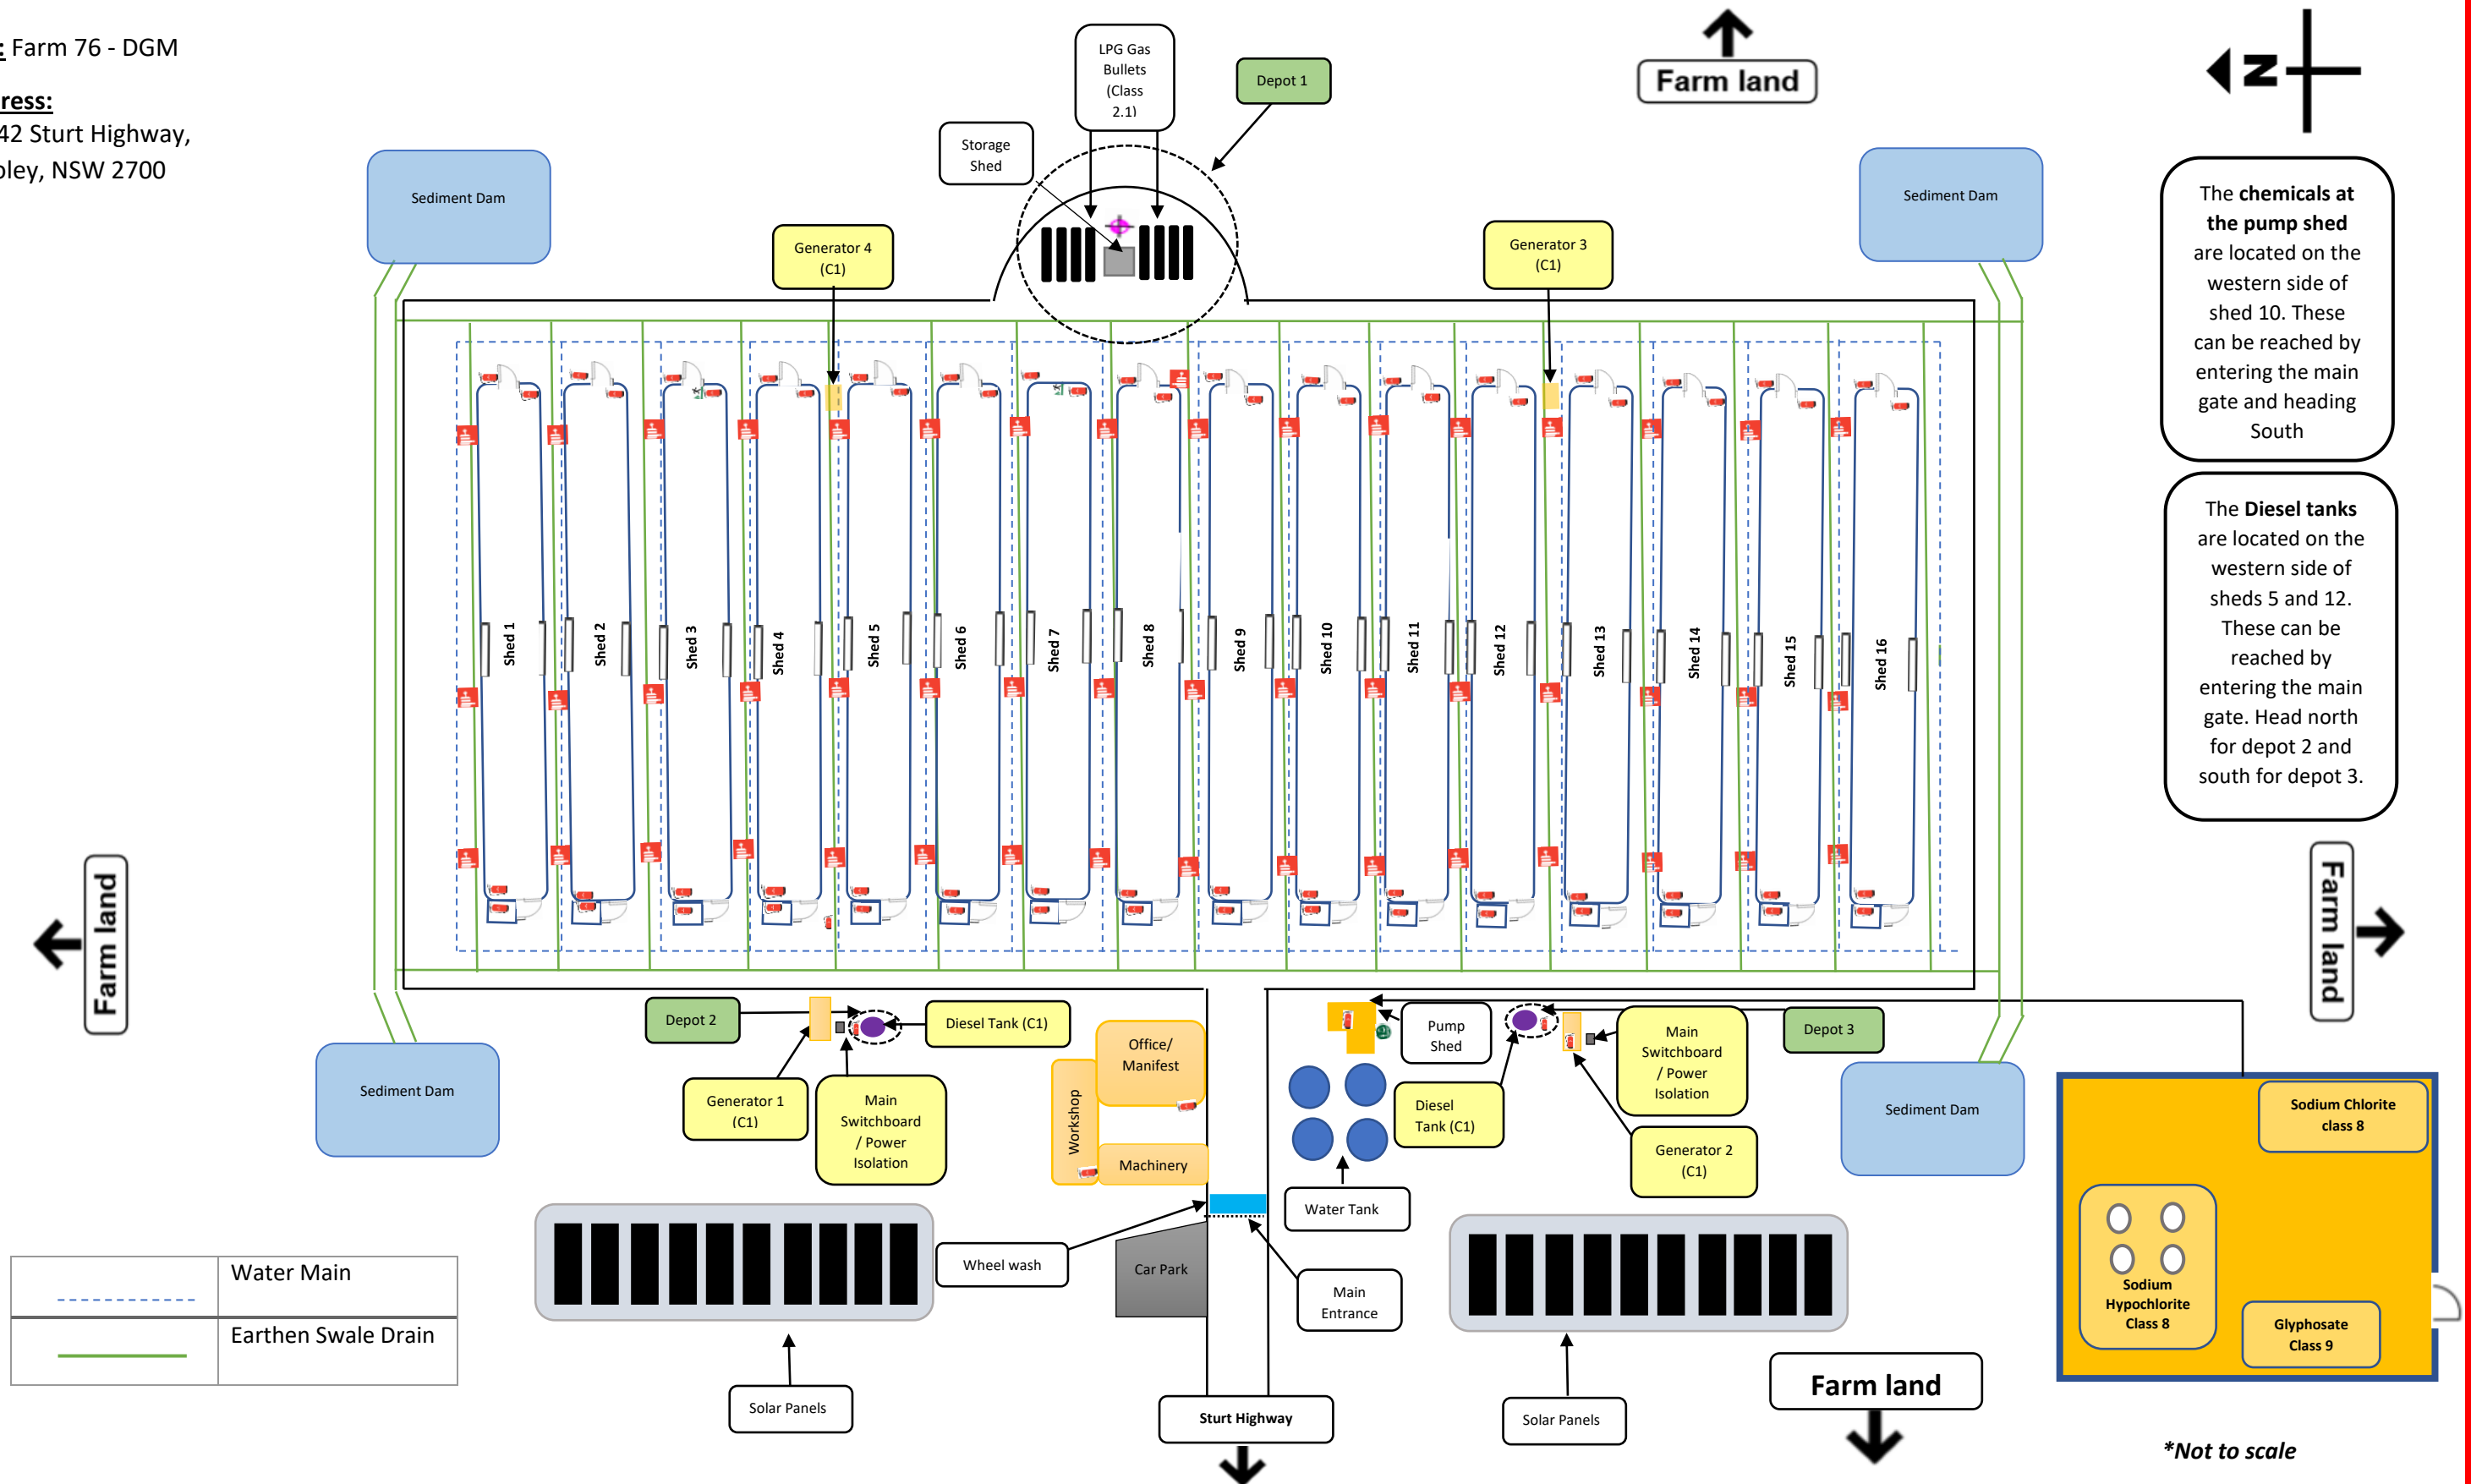 : Farm 76 - DGM
ress:
42 Sturt Highway,
oley, NSW 2700
LPG Gas
Bullets
(Class
2.1)
Depot 1
Storage
Shed
Farm land
N
Sediment Dam
Sediment Dam
Generator 4
(C1)
Generator 3
(C1)
The chemicals at
the pump shed
are located on the
western side of
shed 10. These
can be reached by
entering the main
gate and heading
South
The Diesel tanks
are located on the
western side of
sheds 5 and 12.
These can be
reached by
entering the main
gate. Head north
for depot 2 and
south for depot 3.
Shed 1
Shed 2
Shed 3
Shed 4
Shed 5
Shed 6
Shed 7
Shed 8
Shed 9
Shed 10
Shed 11
Shed 12
Shed 13
Shed 14
Shed 15
Shed 16
Farm land
Farm land
Depot 2
Diesel Tank (C1)
Office/
Manifest
Pump
Shed
Main
Switchboard
/ Power
Isolation
Depot 3
Sediment Dam
Generator 1
(C1)
Main
Switchboard
/ Power
Isolation
Workshop
Machinery
Diesel
Tank (C1)
Generator 2
(C1)
Sediment Dam
Sodium Chlorite
class 8
Water Tank
Wheel wash
Car Park
Main
Entrance
Sodium
Hypochlorite
Class 8
Glyphosate
Class 9
Water Main
Earthen Swale Drain
Solar Panels
Sturt Highway
Solar Panels
Farm land
*Not to scale